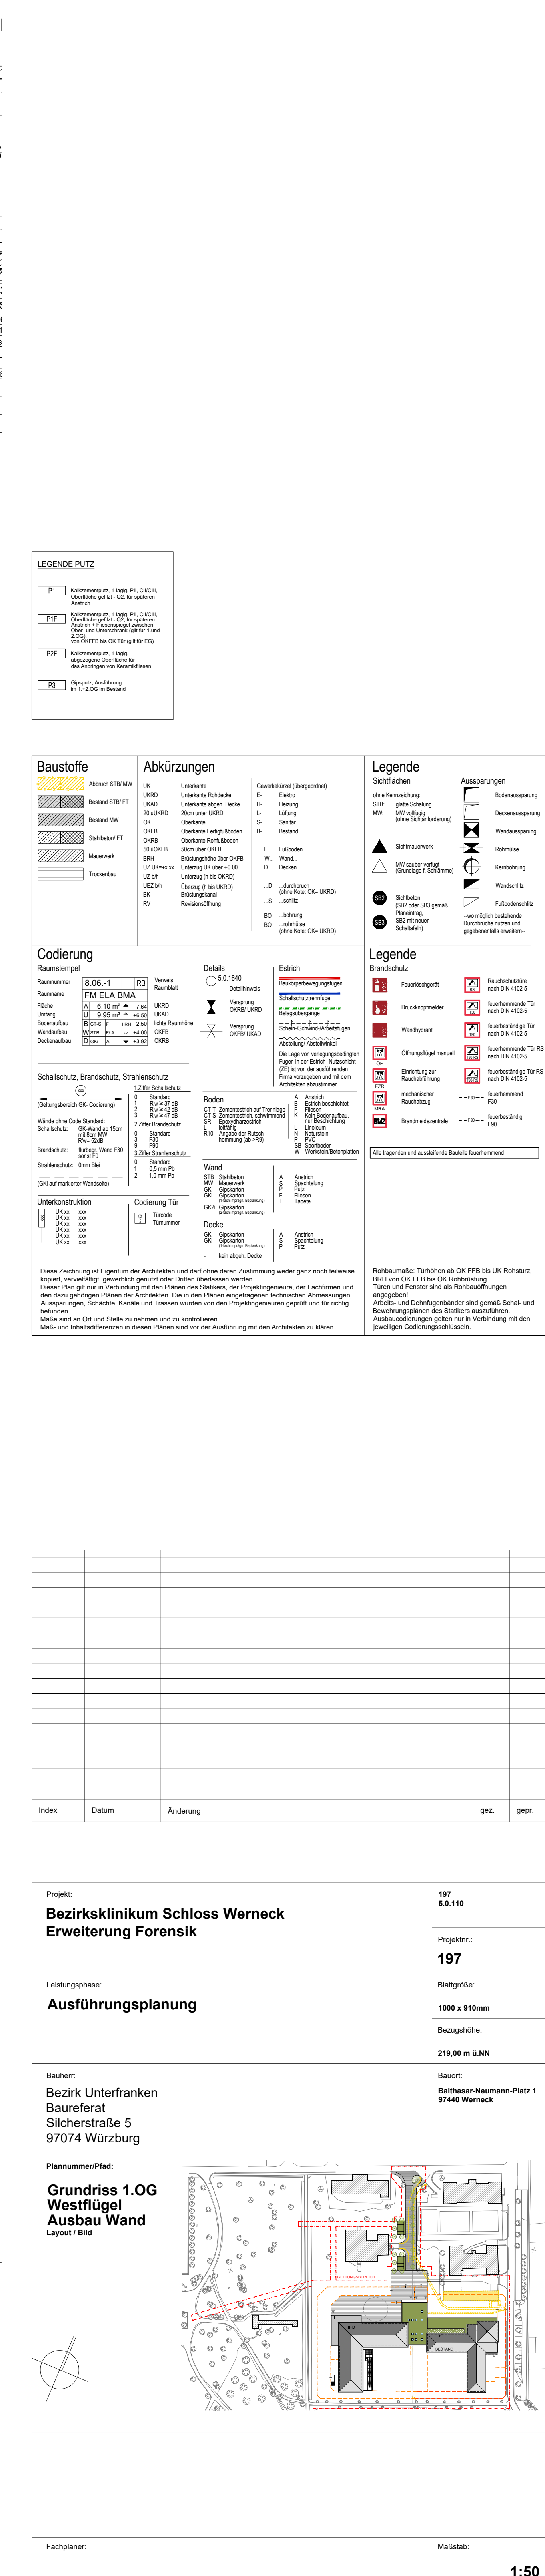 LEGENDE PUTZ
P1
Kalkzementputz, 1-lagig, PII, CII/CIII,
Oberfläche gefilzt - Q2, für späteren
Anstrich
P1F
Kalkzementputz, 1-lagig, PII, CII/CIII,
Oberfläche gefilzt - Q2, für späteren
Anstrich + Fliesenspiegel zwischen
Ober- und Unterschrank (gilt für 1.und
2.OG),
von OKFFB bis OK Tür (gilt für EG)
P2F
Kalkzementputz, 1-lagig,
abgezogene Oberfläche für
das Anbringen von Keramikfliesen
P3
Gipsputz, Ausführung
im 1.+2.OG im Bestand
Baustoffe
Abbruch STB/ MW
Bestand STB/ FT
Bestand MW
Stahlbeton/ FT
Mauerwerk
Trockenbau
Abkürzungen
UK Unterkante
UKRD Unterkante Rohdecke
UKAD Unterkante abgeh. Decke
20 uUKRD 20cm unter UKRD
OK Oberkante
OKFB Oberkante Fertigfußboden
OKRB Oberkante Rohfußboden
50 üOKFB 50cm über OKFB
BRH Brüstungshöhe über OKFB
UZ UK=+x.xx Unterzug UK über ±0.00
UZ b/h Unterzug (h bis OKRD)
UEZ b/h Überzug (h bis UKRD)
BK Brüstungskanal
RV Revisionsöffnung
Gewerkekürzel (übergeordnet)
E- Elektro
H- Heizung
L- Lüftung
S- Sanitär
B- Bestand
F... Fußboden...
W... Wand...
D... Decken...
...D ...durchbruch
(ohne Kote: OK= UKRD)
...S ...schlitz
BO ...bohrung
BO ...rohrhülse
(ohne Kote: OK= UKRD)
Legende
Sichtflächen
ohne Kennzeichung:
STB: glatte Schalung
MW: MW vollfugig
(ohne Sichtanforderung)
Sichtmauerwerk
MW sauber verfugt
(Grundlage f. Schlämme)
SB2
SB3
Sichtbeton
(SB2 oder SB3 gemäß
Planeintrag,
SB2 mit neuen
Schaltafeln)
Aussparungen
Bodenaussparung
Deckenaussparung
Wandaussparung
Rohrhülse
Kernbohrung
Wandschlitz
Fußbodenschlitz
--wo möglich bestehende
Durchbrüche nutzen und
gegebenenfalls erweitern--
Codierung
Raumstempel
Raumnummer 8.06.-1 RB Verweis
Raumblatt
Raumname FM ELA BMA
Fläche A 6.10 m² 7.64 UKRD
Umfang U 9.95 m² +6.50 UKAD
Bodenaufbau B CT-S F LRH 2.50 lichte Raumhöhe
Wandaufbau W STB F/ A +4.00 OKFB
Deckenaufbau D GKi A +3.92 OKRB
Schallschutz, Brandschutz, Strahlenschutz
xxx
(Geltungsbereich GK- Codierung)
Wände ohne Code Standard:
Schallschutz: GK-Wand ab 15cm
mit 8cm MW
R'w= 52dB
Brandschutz: flurbegr. Wand F30
sonst F0
Strahlenschutz: 0mm Blei
(GKi auf markierter Wandseite)
1.Ziffer Schallschutz
0 Standard
1 R'w ≥ 37 dB
2 R'w ≥ 42 dB
3 R'w ≥ 47 dB
2.Ziffer Brandschutz
0 Standard
3 F30
9 F90
3.Ziffer Strahlenschutz
0 Standard
1 0,5 mm Pb
2 1,0 mm Pb
Unterkonstruktion
UK xx xxx
UK xx xxx
UK xx xxx
UK xx xxx
UK xx xxx
UK xx xxx
Codierung Tür
Türcode
Türnummer
Details
5.0.1640
Detailhinweis
Versprung
OKRB/ UKRD
Versprung
OKFB/ UKAD
Estrich
Baukörperbewegungsfugen
Schallschutztrennfuge
Belagsübergänge
Schein-/Schwind-/Arbeitsfugen
Abstellung/ Abstellwinkel
Die Lage von verlegungsbedingten
Fugen in der Estrich- Nutzschicht
(ZE) ist von der ausführenden
Firma vorzugeben und mit dem
Architekten abzustimmen.
Boden
CT-T Zementestrich auf Trennlage
CT-S Zementestrich, schwimmend
SR Epoxydharzestrich
L leitfähig
R10 Angabe der Rutsch-
hemmung (ab >R9)
A Anstrich
B Estrich beschichtet
F Fliesen
K Kein Bodenaufbau,
nur Beschichtung
L Linoleum
N Naturstein
P PVC
SB Sportboden
W Werkstein/Betonplatten
Wand
STB Stahlbeton
MW Mauerwerk
GK Gipskarton
GKi Gipskarton
(1-fach imprägn. Beplankung)
GK2i Gipskarton
(2-fach imprägn. Beplankung)
A Anstrich
S Spachtelung
P Putz
F Fliesen
T Tapete
Decke
GK Gipskarton
GKi Gipskarton
(1-fach imprägn. Beplankung)
- kein abgeh. Decke
A Anstrich
S Spachtelung
P Putz
Legende
Brandschutz
Feuerlöschgerät
Druckknopfmelder
Wandhydrant
ÖF
Öffnungsflügel manuell
EZR
Einrichtung zur
Rauchabführung
MRA
mechanischer
Rauchabzug
BMZ
Brandmeldezentrale
Rauchschutztüre
nach DIN 4102-5
feuerhemmende Tür
nach DIN 4102-5
feuerbeständige Tür
nach DIN 4102-5
feuerhemmende Tür RS
nach DIN 4102-5
feuerbeständige Tür RS
nach DIN 4102-5
F 30
feuerhemmend
F30
F 90
feuerbeständig
F90
Alle tragenden und aussteifenden Bauteile feuerhemmend
Diese Zeichnung ist Eigentum der Architekten und darf ohne deren Zustimmung weder ganz noch teilweise
kopiert, vervielfältigt, gewerblich genutzt oder Dritten überlassen werden.
Dieser Plan gilt nur in Verbindung mit den Plänen des Statikers, der Projektingenieure, der Fachfirmen und
den dazu gehörigen Plänen der Architekten. Die in den Plänen eingetragenen technischen Abmessungen,
Aussparungen, Schächte, Kanäle und Trassen wurden von den Projektingenieuren geprüft und für richtig
befunden.
Maße sind an Ort und Stelle zu nehmen und zu kontrollieren.
Maß- und Inhaltsdifferenzen in diesen Plänen sind vor der Ausführung mit den Architekten zu klären.
Rohbaumaße: Türhöhen ab OK FFB bis UK Rohsturz,
BRH von OK FFB bis OK Rohbrüstung.
Türen und Fenster sind als Rohbauöffnungen
angegeben!
Arbeits- und Dehnfugenbänder sind gemäß Schal- und
Bewehrungsplänen des Statikers auszuführen.
Ausbaucodierungen gelten nur in Verbindung mit den
jeweiligen Codierungsschlüsseln.
Index Datum Änderung gez. gepr.
Projekt:
Bezirksklinikum Schloss Werneck
Erweiterung Forensik
197
5.0.110
Projektnr.:
197
Leistungsphase:
Ausführungsplanung
Blattgröße:
1000 x 910mm
Bezugshöhe:
219,00 m ü.NN
Bauherr:
Bezirk Unterfranken
Baureferat
Silcherstraße 5
97074 Würzburg
Bauort:
Balthasar-Neumann-Platz 1
97440 Werneck
Plannummer/Pfad:
Grundriss 1.OG
Westflügel
Ausbau Wand
Layout / Bild
Fachplaner:
Maßstab:
1:50